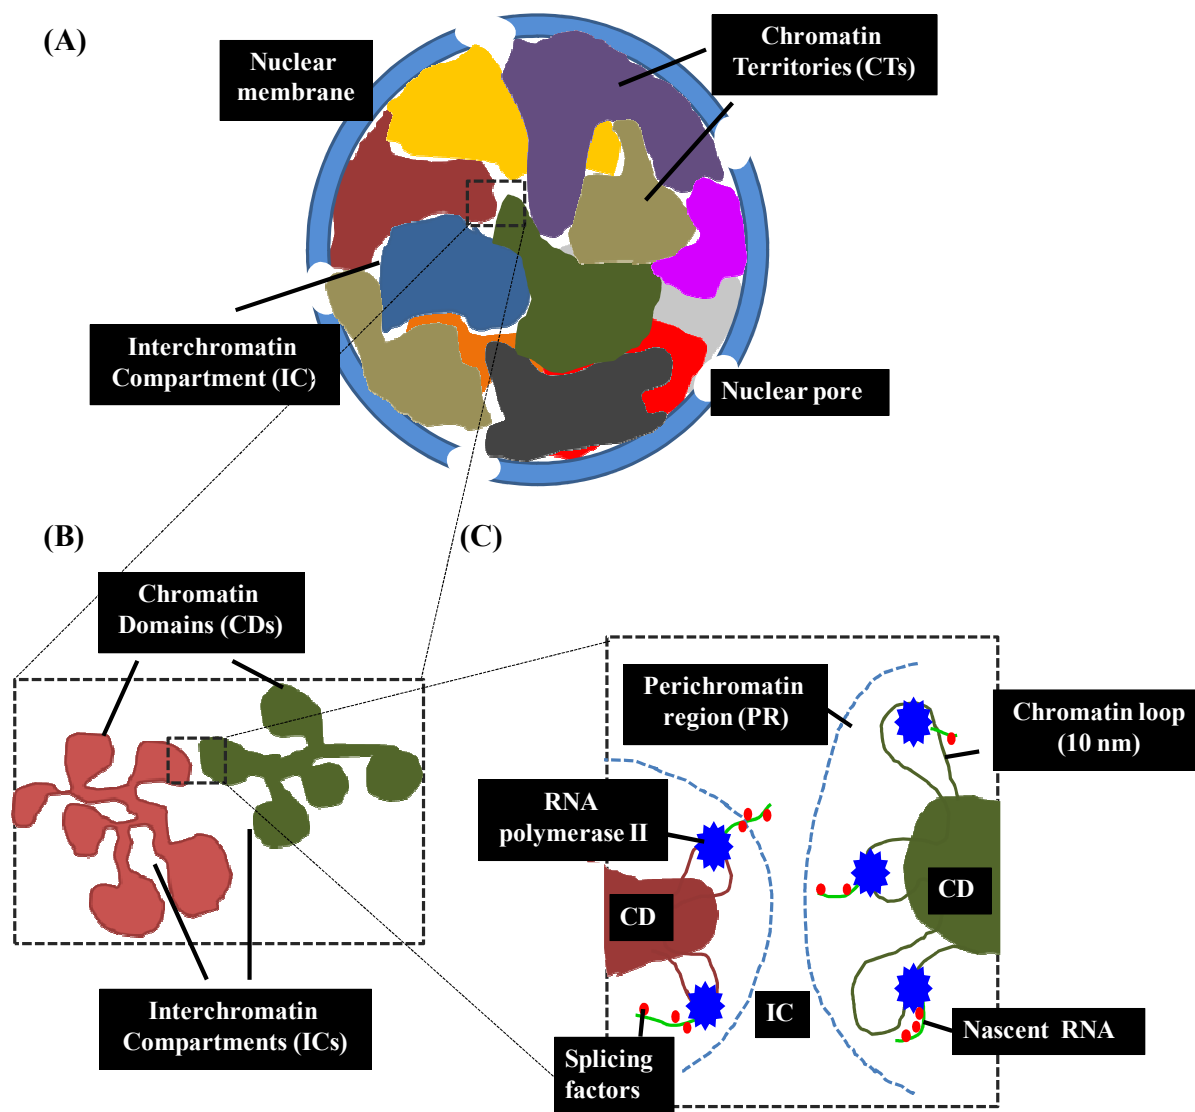 (A)
Nuclear
membrane
Chromatin
Territories (CTs)
Interchromatin
Compartment (IC)
Nuclear pore
(B)
(C)
Chromatin
Domains (CDs)
Interchromatin
Compartments (ICs)
Perichromatin
region (PR)
Chromatin loop
(10 nm)
RNA
polymerase II
CD
CD
IC
Splicing
factors
Nascent RNA